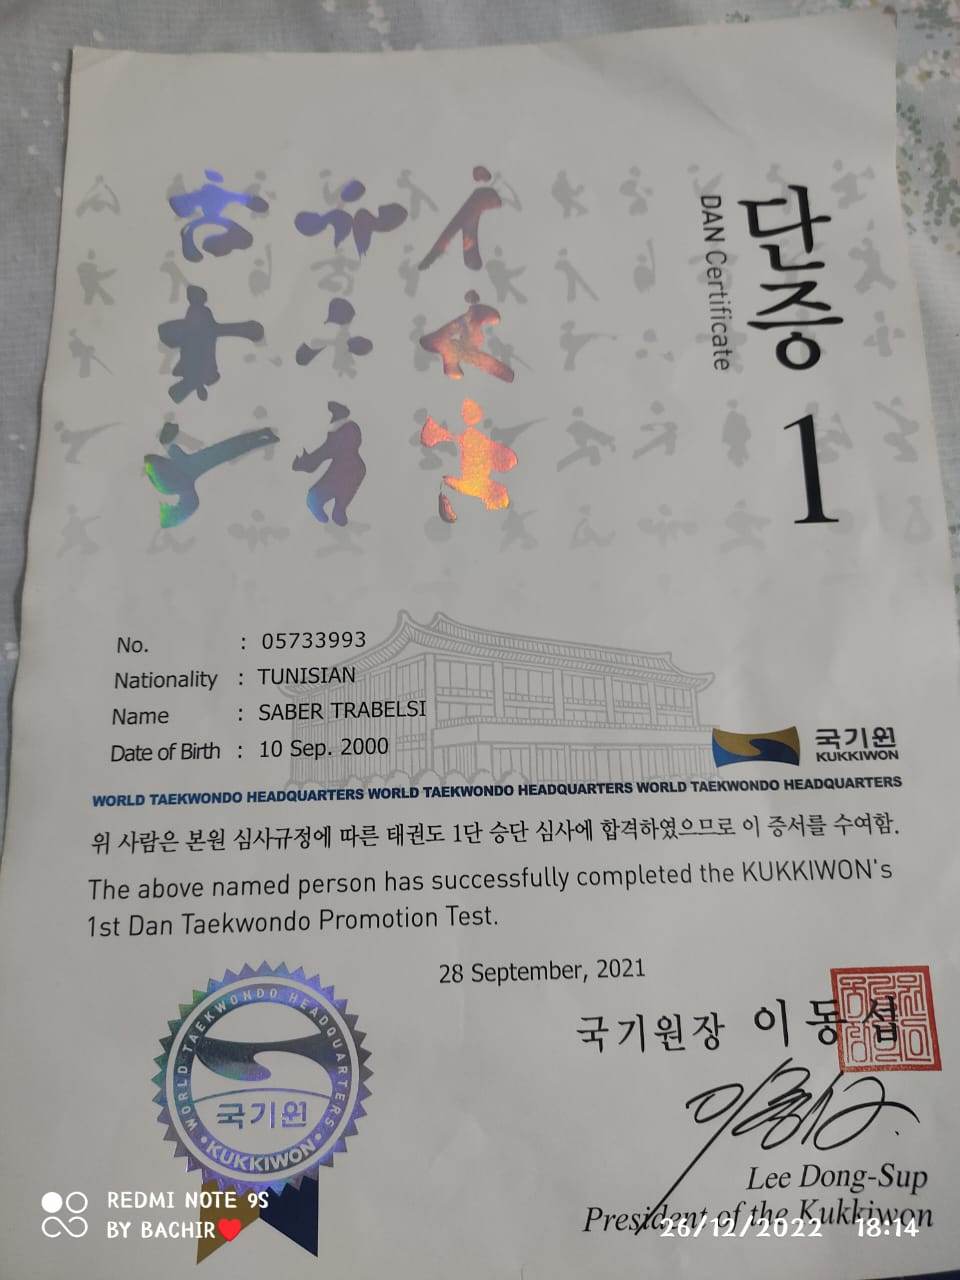 단증 1
DAN Certificate
No. : 05733993
Nationality : TUNISIAN
Name : SABER TRABELSI
Date of Birth : 10 Sep. 2000
국기원
KUKKIWON
WORLD TAEKWONDO HEADQUARTERS WORLD TAEKWONDO HEADQUARTERS WORLD TAEKWONDO HEADQUARTERS
위 사람은 본원 심사규정에 따른 태권도 1단 승단 심사에 합격하였으므로 이 증서를 수여함.
The above named person has successfully completed the KUKKIWON's
1st Dan Taekwondo Promotion Test.
28 September, 2021
국기원장 이동섭
WORLD TAEKWONDO HEADQUARTERS
국기원
•KUKKIWON•
Lee Dong-Sup
President of the Kukkiwon
REDMI NOTE 9S
BY BACHIR❤
26/12/2022 18:14